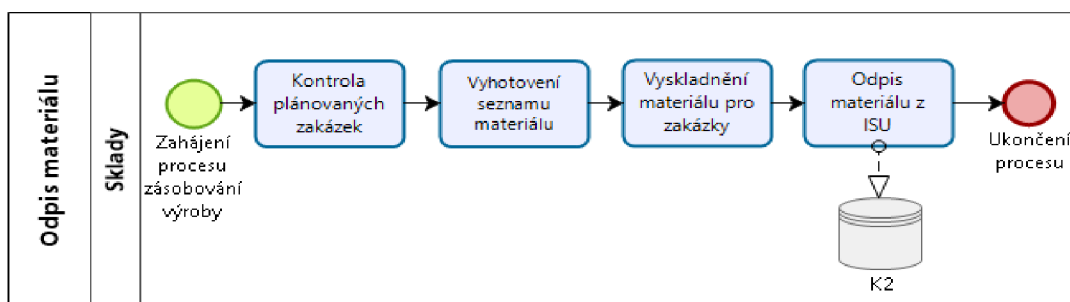 Odpis materiálu
Sklady
Zahájení
procesu
zásobování
výroby
Kontrola
plánovaných
zakázek
Vyhotovení
seznamu
materiálu
Vyskladnění
materiálu pro
zakázky
Odpis
materiálu z
ISU
Ukončení
procesu
K2